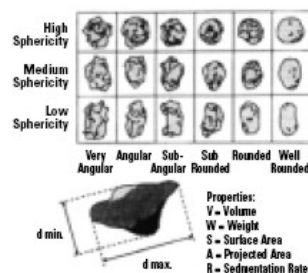 High
Sphericity
Medium
Sphericity
Low
Sphericity
Very
Angular
Angular
Sub-
Angular
Sub
Rounded
Rounded
Well
Rounded
d min.
d max.
Properties:
V = Volume
W = Weight
S = Surface Area
A = Projected Area
R = Sedimentation Rate